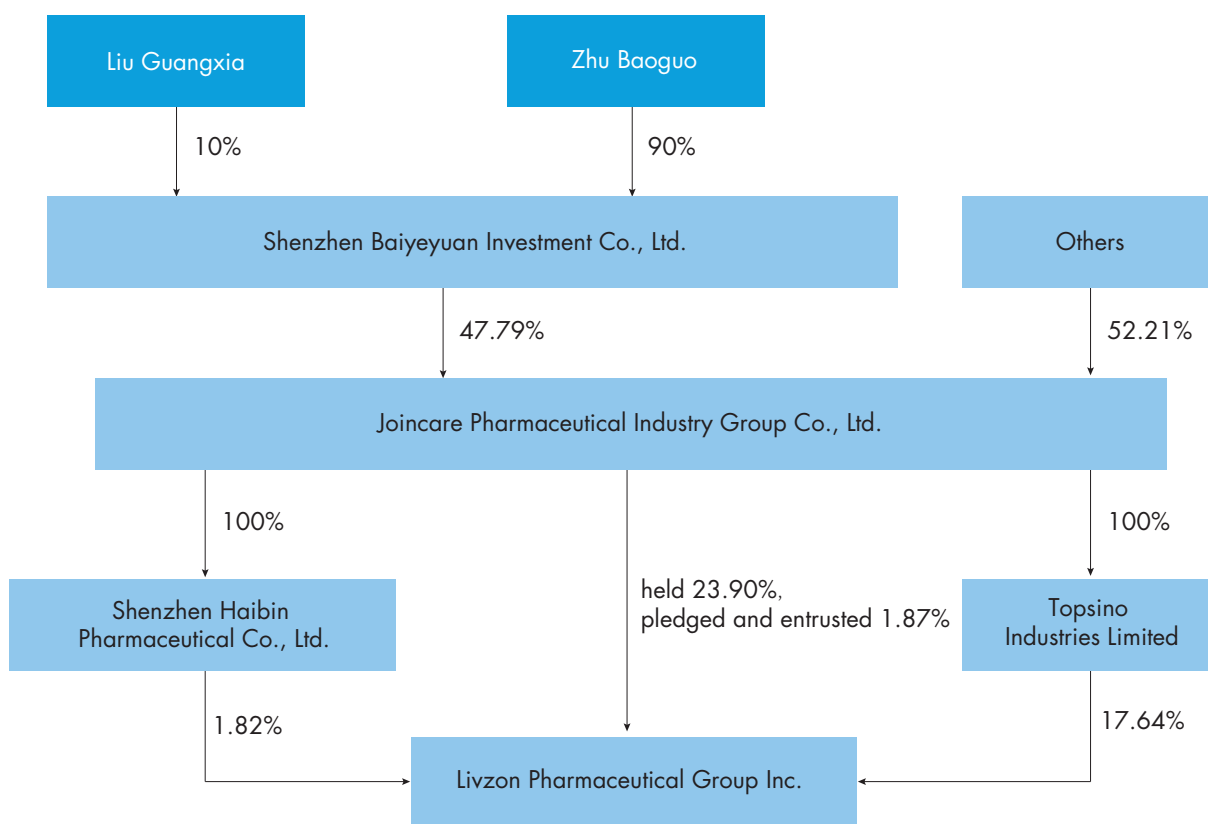 Liu Guangxia
Zhu Baoguo
10%
90%
Shenzhen Baiyeyuan Investment Co., Ltd.
Others
47.79%
52.21%
Joincare Pharmaceutical Industry Group Co., Ltd.
100%
100%
held 23.90%,
pledged and entrusted 1.87%
Shenzhen Haibin
Pharmaceutical Co., Ltd.
Topsino
Industries Limited
1.82%
17.64%
Livzon Pharmaceutical Group Inc.